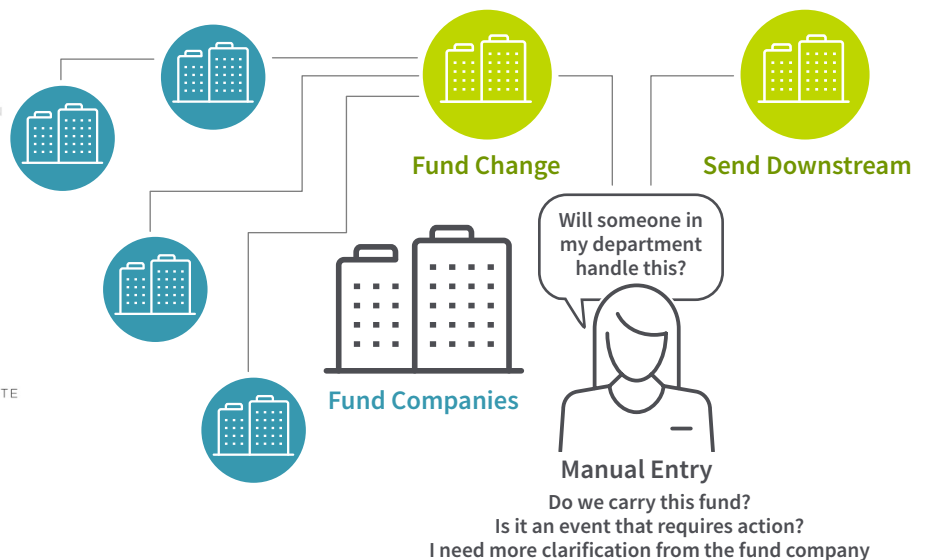 Fund Change
Send Downstream
Will someone in
my department
handle this?
Fund Companies
TE
Manual Entry
Do we carry this fund?
Is it an event that requires action?
I need more clarification from the fund company